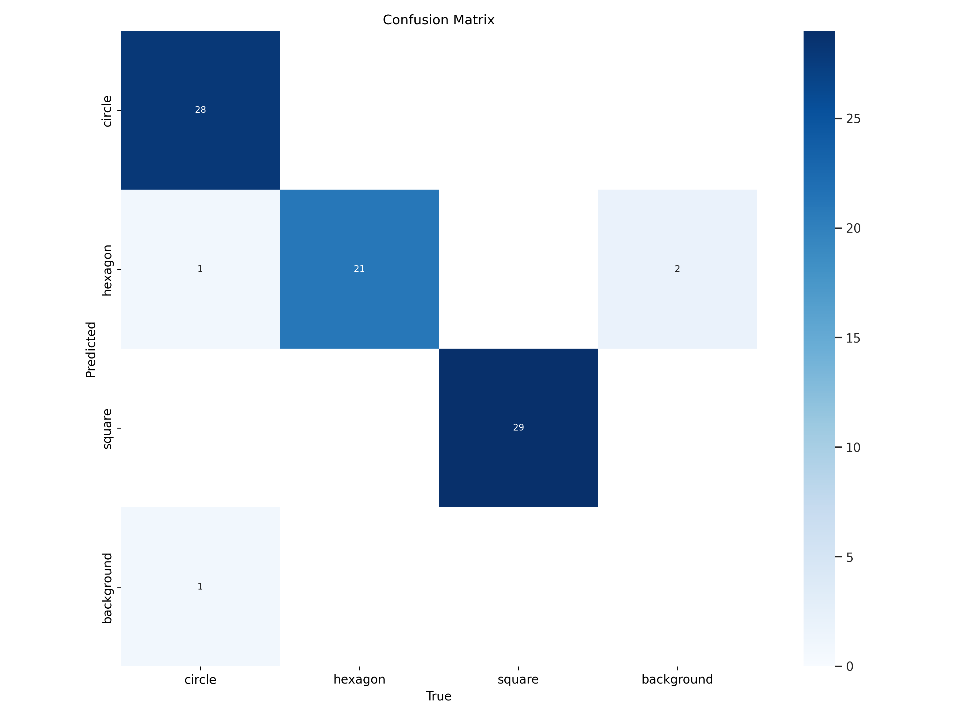 Confusion Matrix
circle
28
hexagon
1
21
2
Predicted
square
29
background
1
circle
hexagon
square
background
True
25
20
15
10
5
0